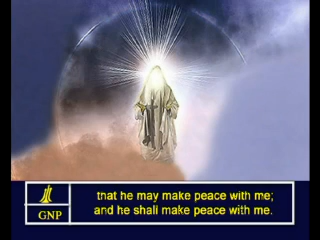 that he may make peace with me;
and he shall make peace with me.
GNP